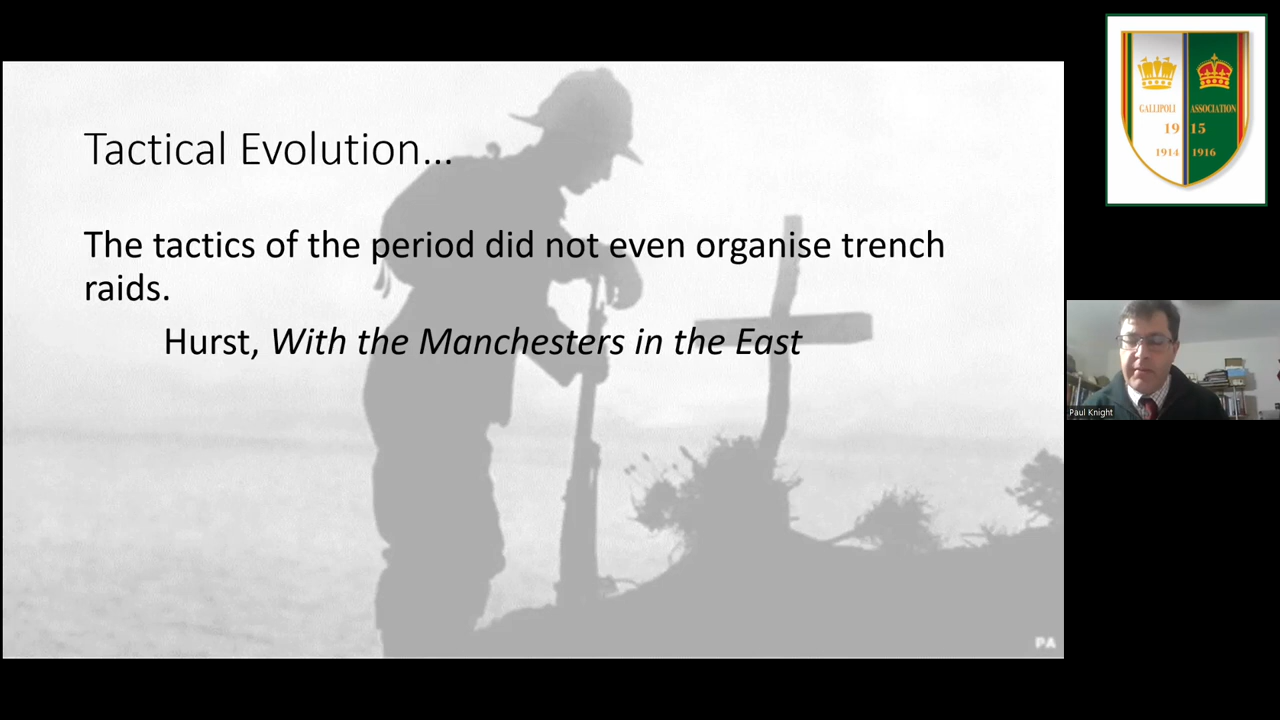 Tactical Evolution…
The tactics of the period did not even organise trench
raids.
Hurst, With the Manchesters in the East
PA
GALLIPOLI ASSOCIATION
19 15
1914 1916
Paul Knight